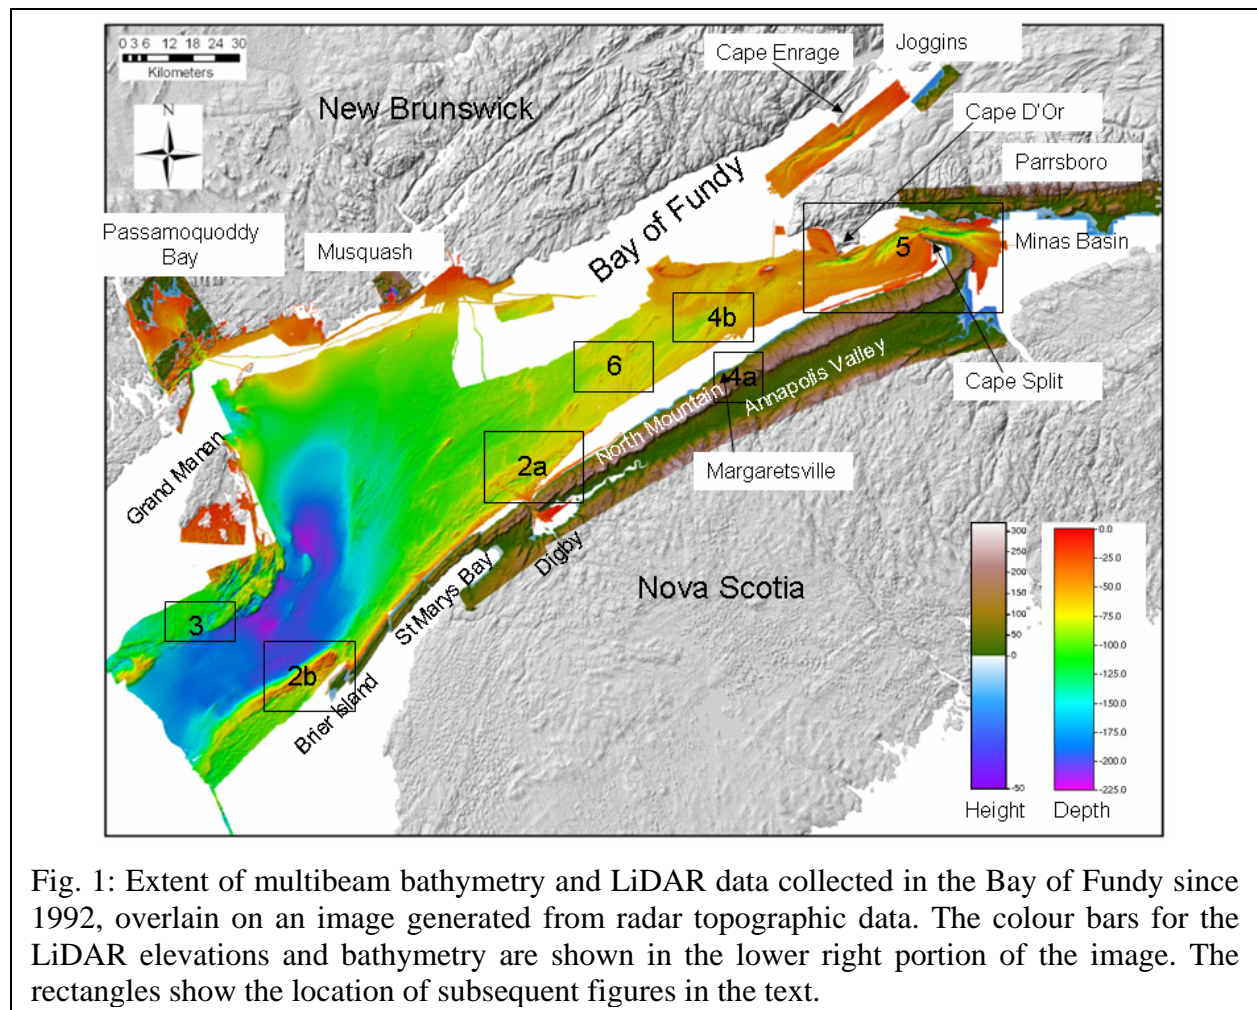 0 3 6 12 18 24 30
Kilometers
N
New Brunswick
Cape Enrage
Joggins
Cape D'Or
Parrsboro
Passamoquoddy
Bay
Musquash
Bay of Fundy
Minas Basin
5
4b
6
4a
Annapolis Valley
Cape Split
North Mountain
Margaretsville
2a
Grand Manan
Digby
St Marys Bay
Nova Scotia
3
2b
Brier Island
300
250
200
150
100
50
0
-50
Height
0.0
-25.0
-50.0
-75.0
-100.0
-125.0
-150.0
-175.0
-200.0
-225.0
Depth
Fig. 1: Extent of multibeam bathymetry and LiDAR data collected in the Bay of Fundy since
1992, overlain on an image generated from radar topographic data. The colour bars for the
LiDAR elevations and bathymetry are shown in the lower right portion of the image. The
rectangles show the location of subsequent figures in the text.